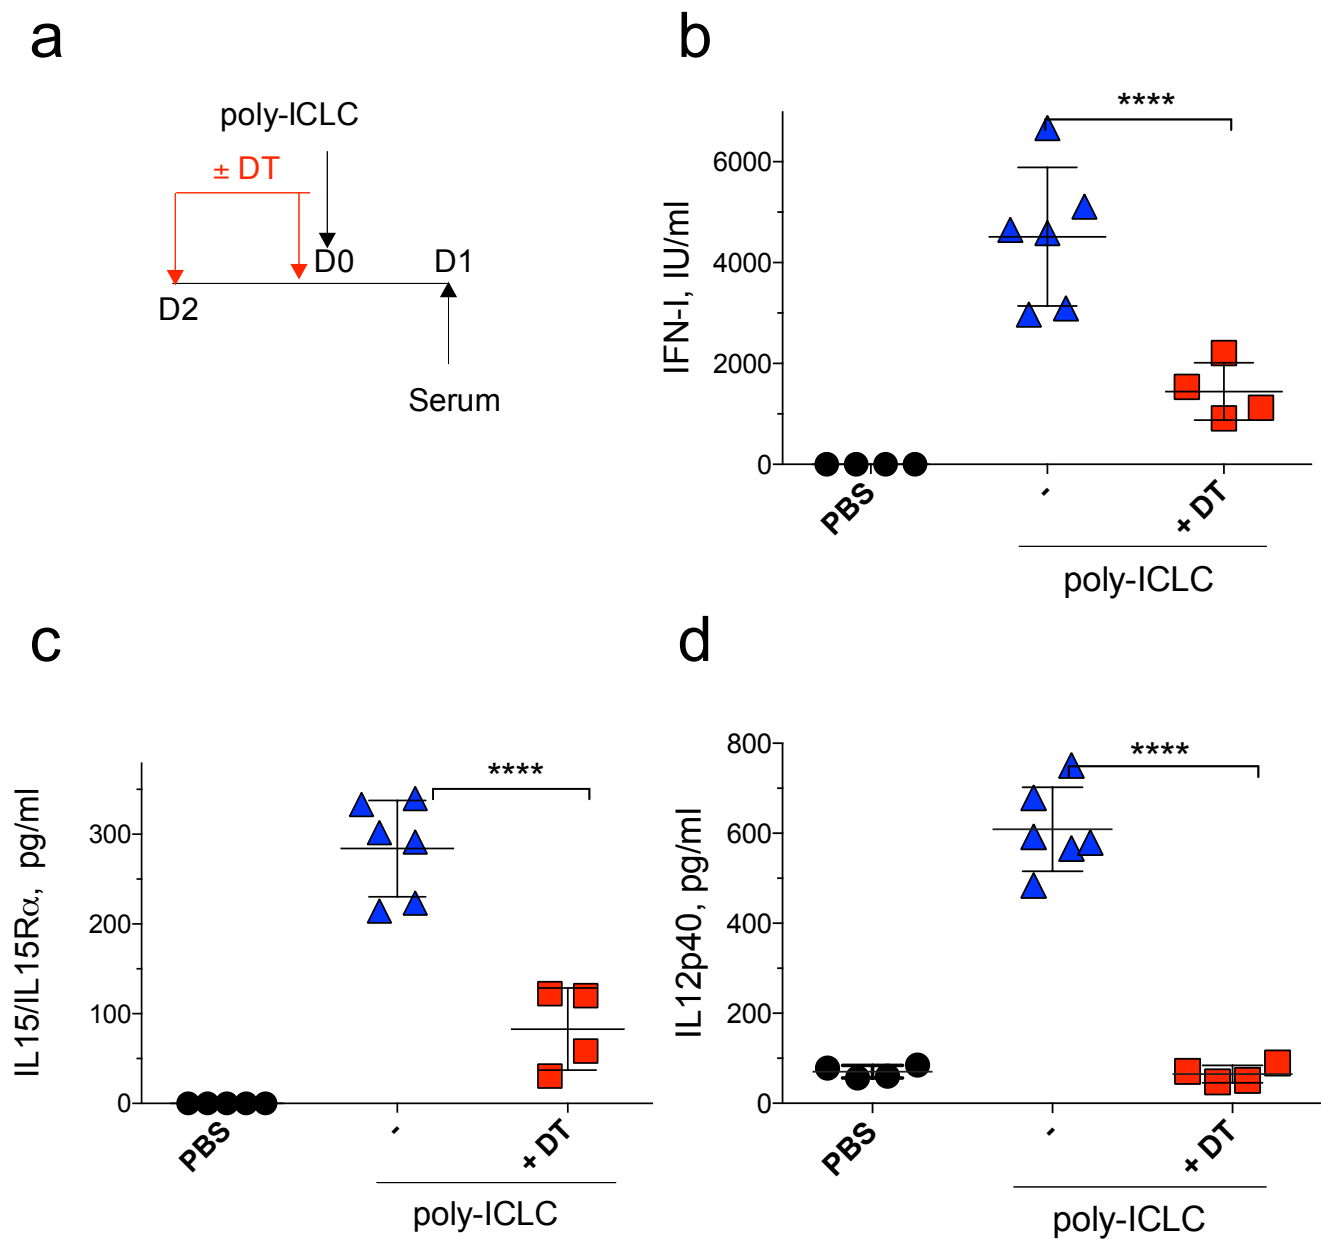 a
poly-ICLC
± DT
D0
D1
D2
Serum
b
****
IFN-I, IU/ml
6000
4000
2000
0
PBS
-
+ DT
poly-ICLC
c
****
IL15/IL15Rα, pg/ml
300
200
100
0
PBS
-
+ DT
poly-ICLC
d
****
IL12p40, pg/ml
800
600
400
200
0
PBS
-
+ DT
poly-ICLC